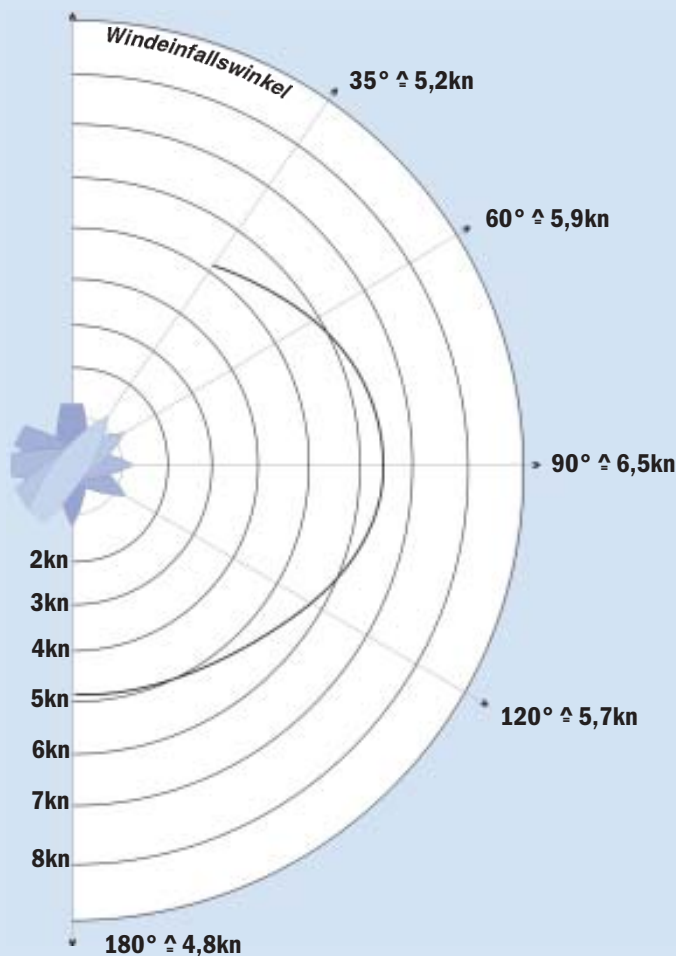 Windeinfallswinkel
35° ≙ 5,2kn
60° ≙ 5,9kn
90° ≙ 6,5kn
2kn
3kn
4kn
5kn
120° ≙ 5,7kn
6kn
7kn
8kn
180° ≙ 4,8kn